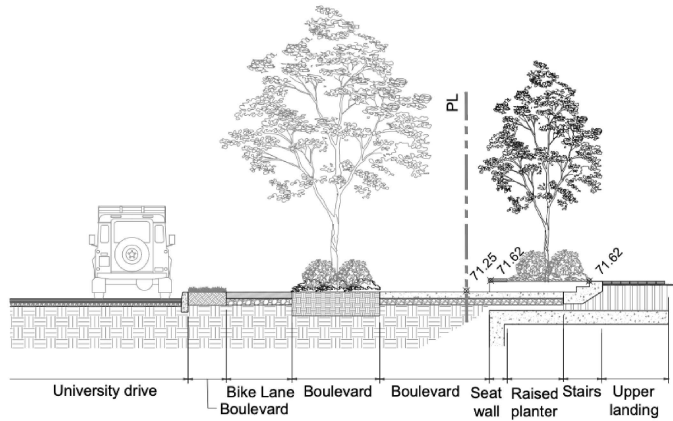 PL
71.25
71.62
71.62
University drive
Boulevard
Bike Lane
Boulevard
Boulevard
Seat
wall
Raised
planter
Stairs
Upper
landing